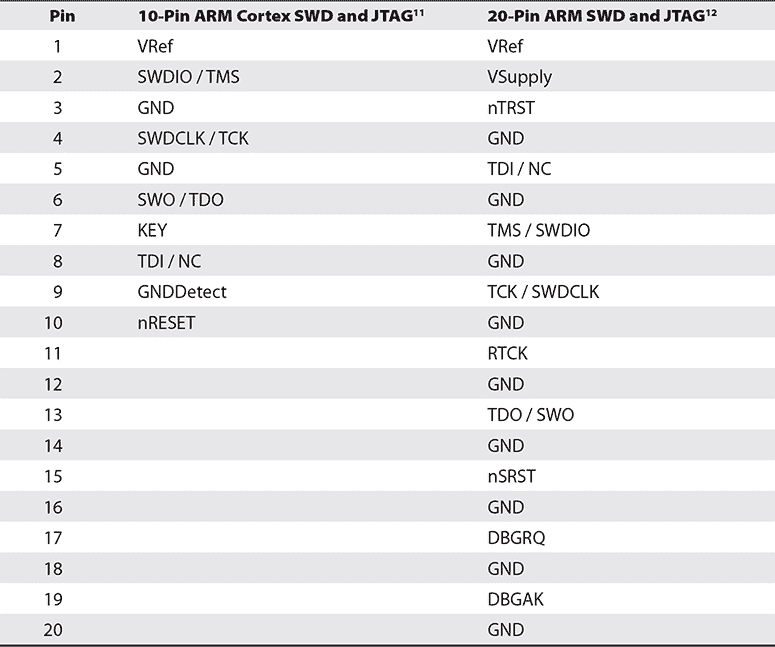 Pin 10-Pin ARM Cortex SWD and JTAG¹¹ 20-Pin ARM SWD and JTAG¹²
1 VRef VRef
2 SWDIO / TMS VSupply
3 GND nTRST
4 SWDCLK / TCK GND
5 GND TDI / NC
6 SWO / TDO GND
7 KEY TMS / SWDIO
8 TDI / NC GND
9 GNDDetect TCK / SWDCLK
10 nRESET GND
11 RTCK
12 GND
13 TDO / SWO
14 GND
15 nSRST
16 GND
17 DBGRQ
18 GND
19 DBGAK
20 GND